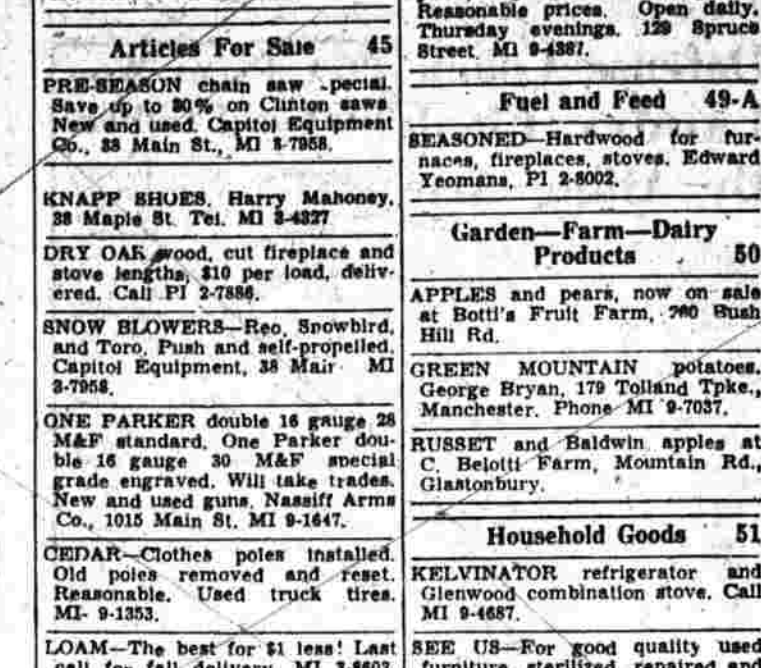 Articles For Sale 45
PRE-SEASON chain saw special.
Save up to 30% on Clinton saws
New and used. Capitol Equipment
Co., 38 Main St., MI 3-7958.
KNAPP SHOES. Harry Mahoney,
38 Maple St. Tel. MI 3-4327
DRY OAK wood, cut fireplace and
stove lengths, $10 per load, deliv-
ered. Call PI 2-7886.
SNOW BLOWERS—Reo, Snowbird,
and Toro, Push and self-propelled.
Capitol Equipment, 38 Main MI
3-7958.
ONE PARKER double 16 gauge 28
M&F standard, One Parker dou-
ble 16 gauge 30 M&F special
grade engraved. Will take trades.
New and used guns. Nassiff Arms
Co., 1015 Main St. MI 9-1647.
CEDAR—Clothes poles installed.
Old poles removed and reset.
Reasonable. Used truck tires.
MI- 9-1353.
LOAM—The best for $1 less! Last
call for fall delivery. MI
Reasonable prices. Open daily.
Thursday evenings. 129 Spruce
Street. MI 9-4387.
Fuel and Feed 49-A
SEASONED—Hardwood for fur-
naces, fireplaces, stoves. Edward
Yeomans, PI 2-8002.
Garden—Farm—Dairy
Products 50
APPLES and pears, now on sale
at Botti's Fruit Farm, 260 Bush
Hill Rd.
GREEN MOUNTAIN potatoes.
George Bryan, 179 Tolland Tpke.,
Manchester. Phone MI 9-7037.
RUSSET and Baldwin apples at
C. Belotti Farm, Mountain Rd.,
Glastonbury.
Household Goods 51
KELVINATOR refrigerator and
Glenwood combination stove. Call
MI 9-4687.
SEE US—For good quality used
furniture sterilized repaired and